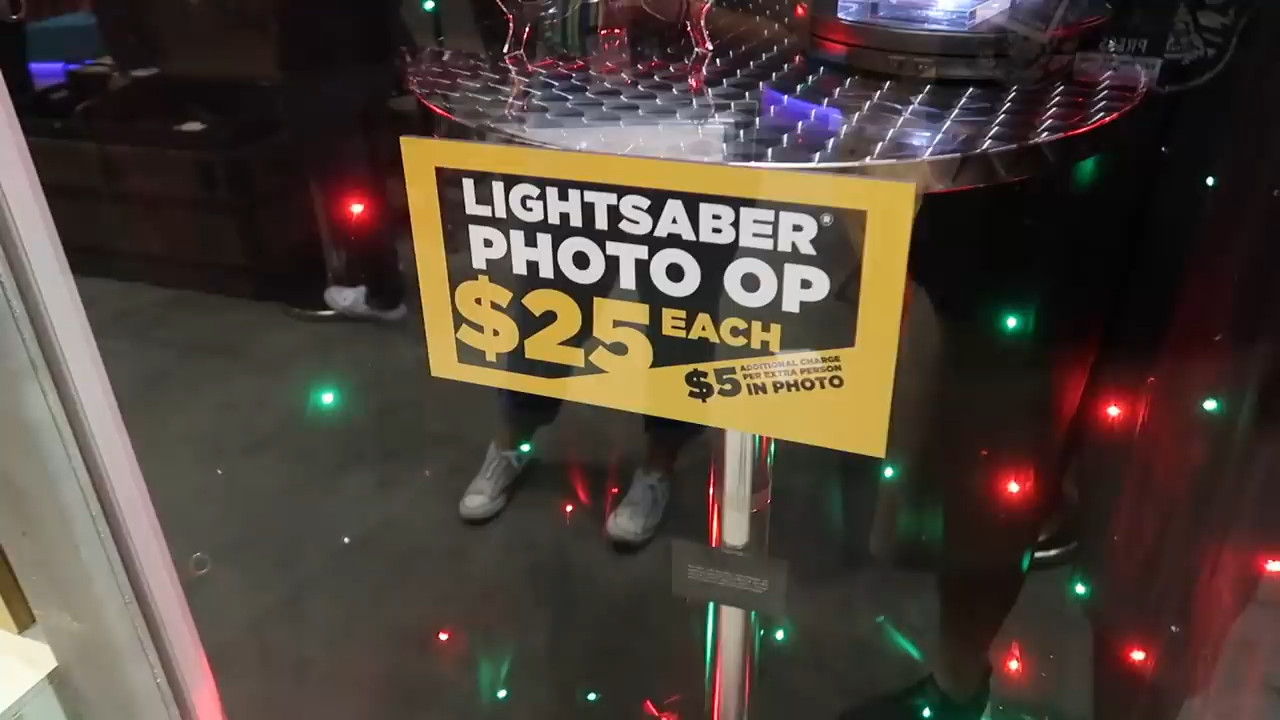 LIGHTSABER®
PHOTO OP
$25 EACH
$5 ADDITIONAL CHARGE
PER EXTRA PERSON
IN PHOTO